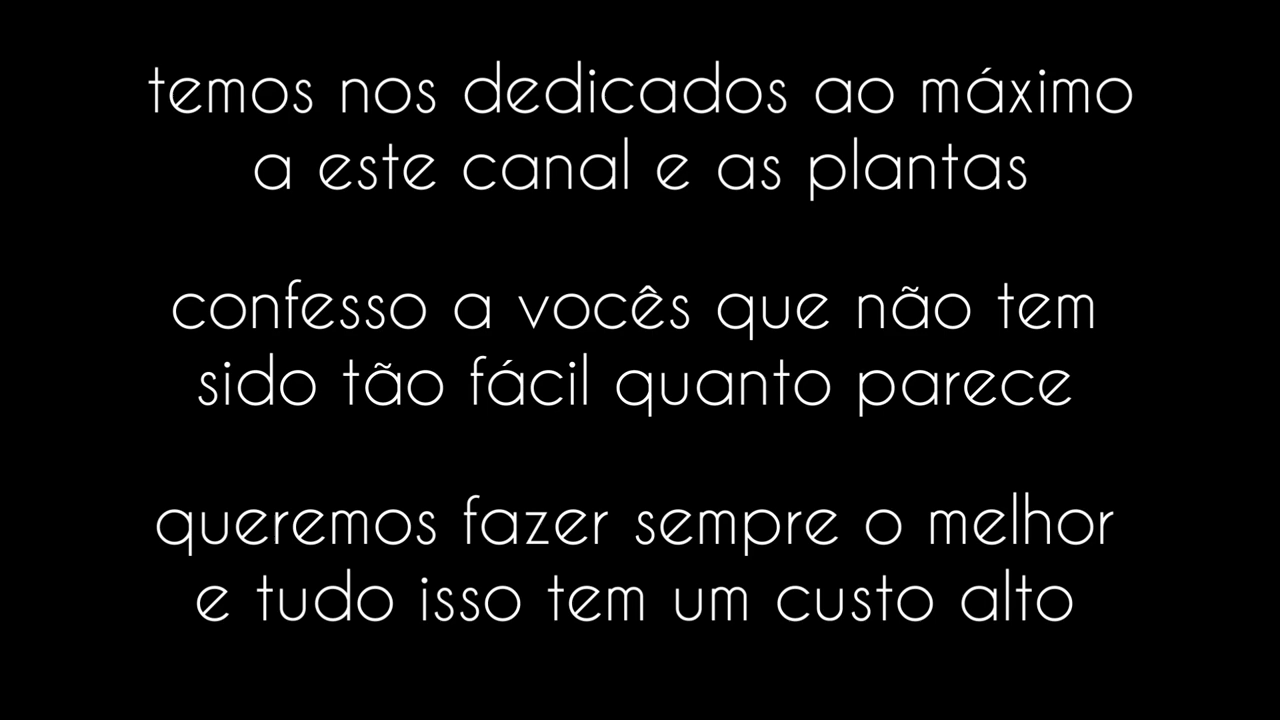 temos nos dedicados ao máximo
a este canal e as plantas
confesso a vocês que não tem
sido tão fácil quanto parece
queremos fazer sempre o melhor
e tudo isso tem um custo alto